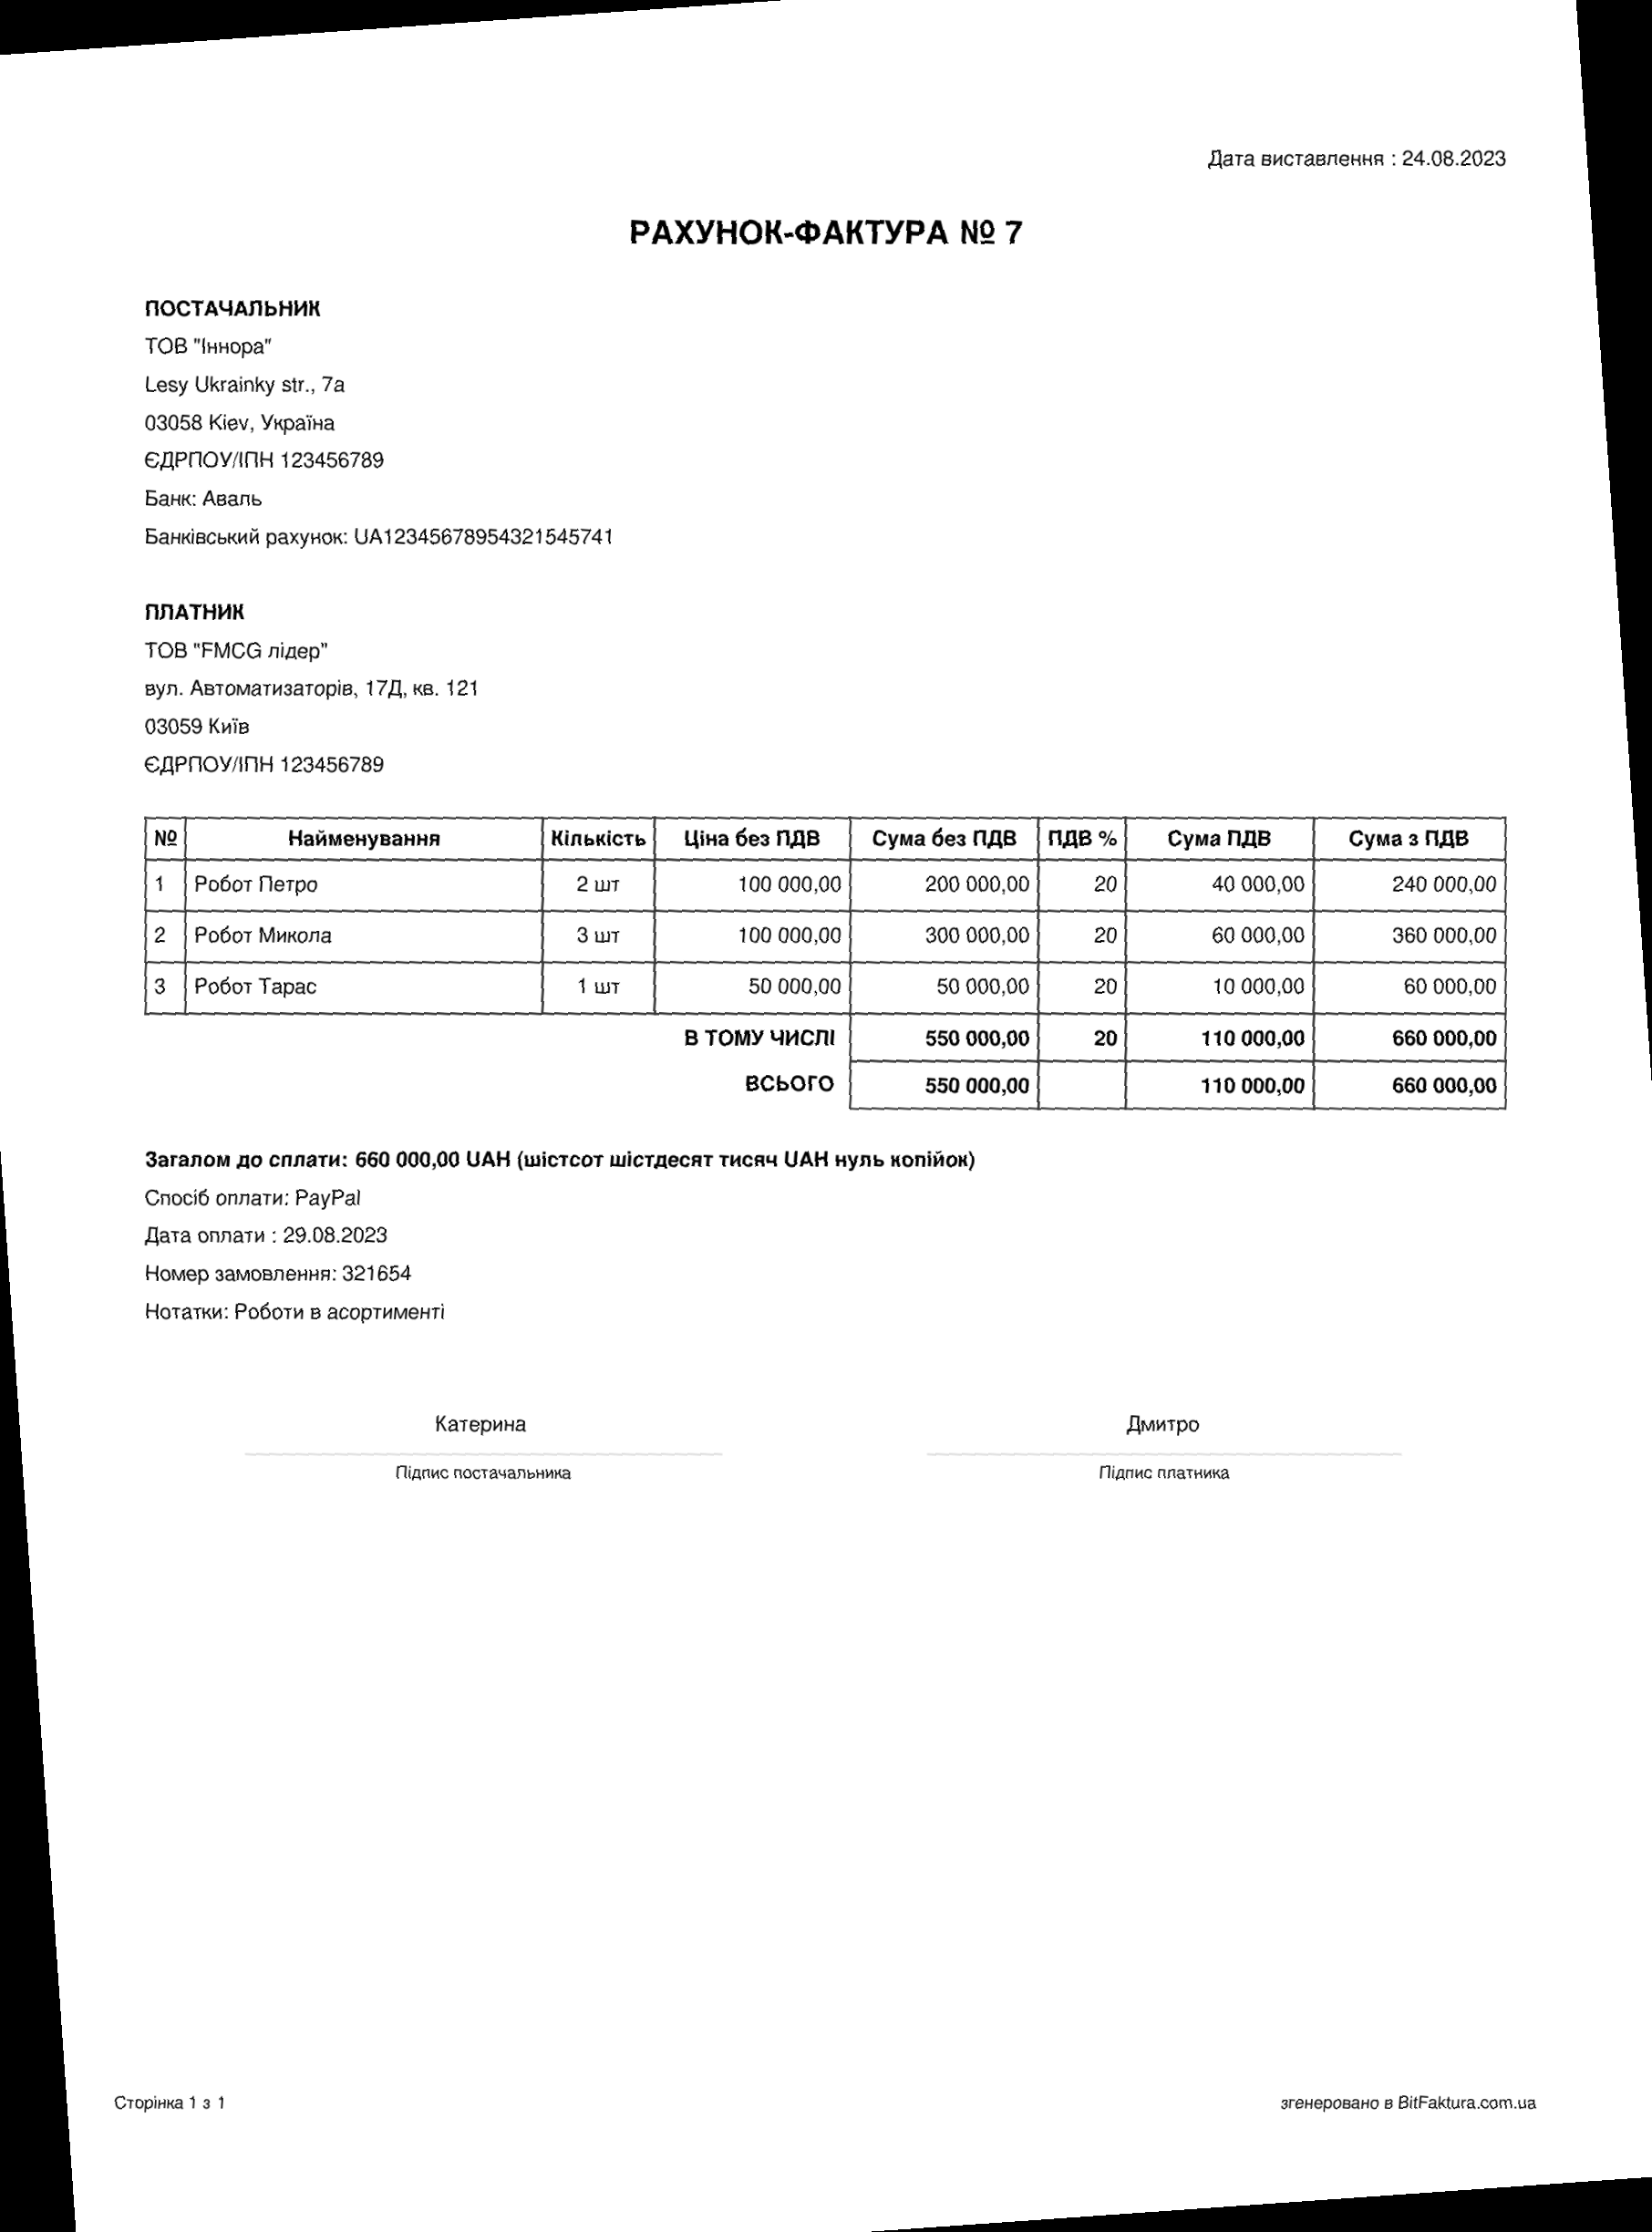 Дата виставлення : 24.08.2023
РАХУНОК-ФАКТУРА № 7
ПОСТАЧАЛЬНИК
ТОВ "Іннора"
Lesy Ukrainky str., 7a
03058 Kiev, Україна
ЄДРПОУ/ІПН 123456789
Банк: Аваль
Банківський рахунок: UA12345678954321545741
ПЛАТНИК
ТОВ "FMCG лідер"
вул. Автоматизаторів, 17Д, кв. 121
03059 Київ
ЄДРПОУ/ІПН 123456789
№ Найменування Кількість Ціна без ПДВ Сума без ПДВ ПДВ % Сума ПДВ Сума з ПДВ
1 Робот Петро 2 шт 100 000,00 200 000,00 20 40 000,00 240 000,00
2 Робот Микола 3 шт 100 000,00 300 000,00 20 60 000,00 360 000,00
3 Робот Тарас 1 шт 50 000,00 50 000,00 20 10 000,00 60 000,00
В ТОМУ ЧИСЛІ 550 000,00 20 110 000,00 660 000,00
ВСЬОГО 550 000,00 110 000,00 660 000,00
Загалом до сплати: 660 000,00 UAH (шістсот шістдесят тисяч UAH нуль копійок)
Спосіб оплати: PayPal
Дата оплати : 29.08.2023
Номер замовлення: 321654
Нотатки: Роботи в асортименті
Катерина Дмитро
Підпис постачальника Підпис платника
Сторінка 1 з 1 згенеровано в BitFaktura.com.ua